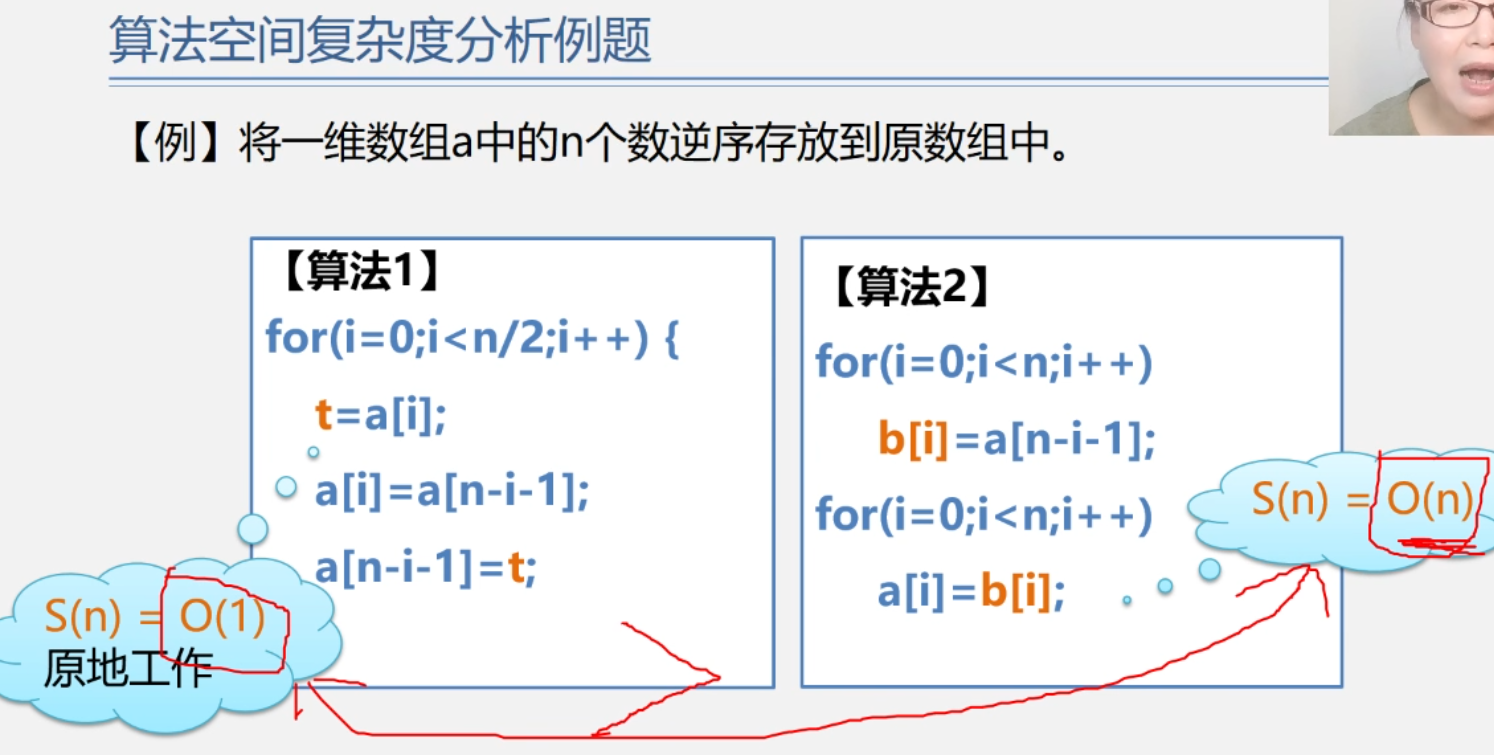 算法空间复杂度分析例题
【例】将一维数组a中的n个数逆序存放到原数组中。
【算法1】
for(i=0;i<n/2;i++) {
t=a[i];
a[i]=a[n-i-1];
a[n-i-1]=t;
S(n) = O(1)
原地工作
【算法2】
for(i=0;i<n;i++)
b[i]=a[n-i-1];
for(i=0;i<n;i++)
a[i]=b[i];
S(n) = O(n)